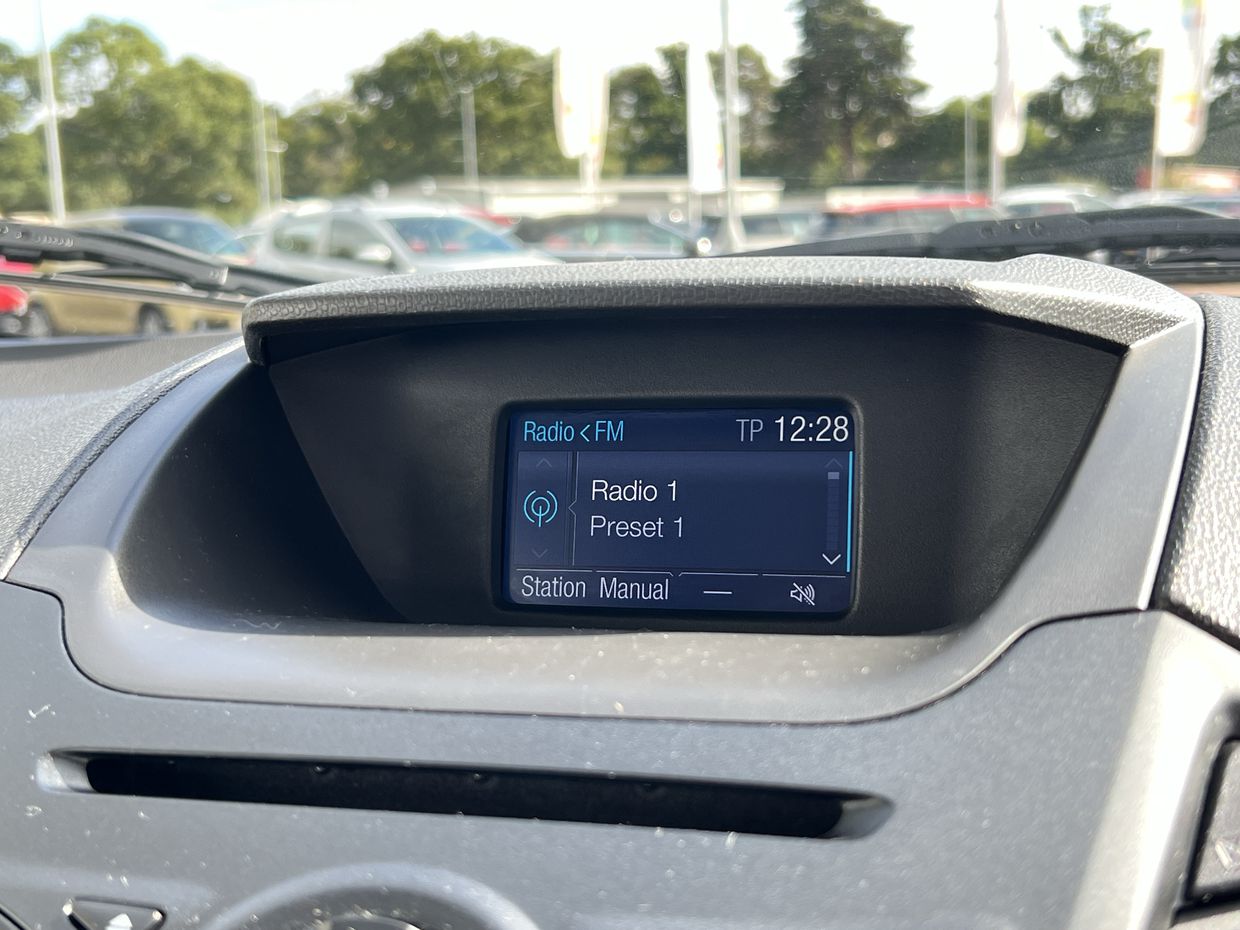 Radio < FM TP 12:28
Radio 1
Preset 1
Station Manual